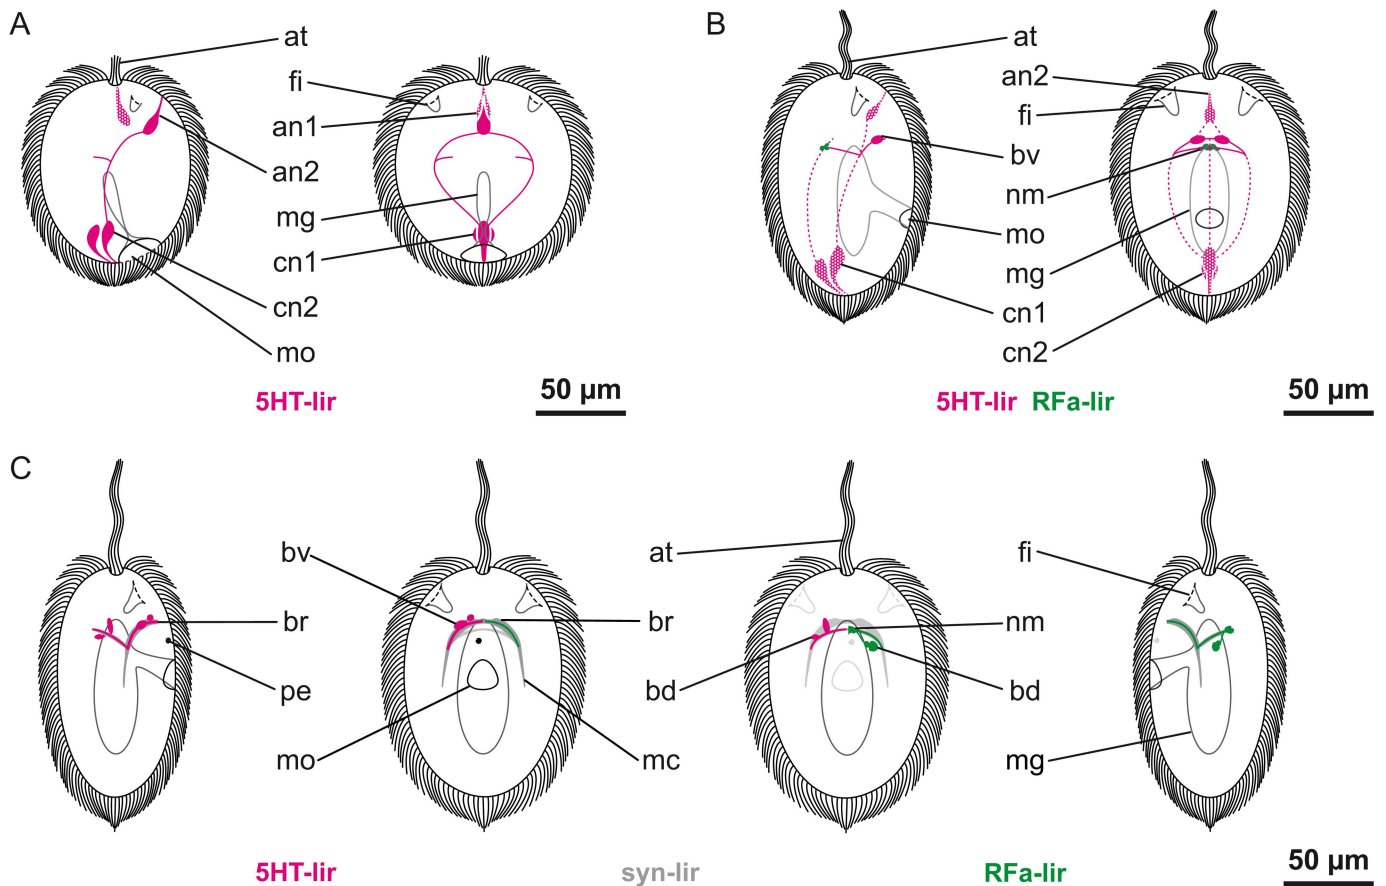 A
B
at
fi
an1
an2
mg
cn1
cn2
mo
at
an2
fi
bv
nm
mo
mg
cn1
cn2
5HT-lir
50 µm
5HT-lir RFa-lir
50 µm
C
bv
br
pe
mo
at
br
bd
mc
fi
nm
bd
mg
5HT-lir
syn-lir
RFa-lir
50 µm